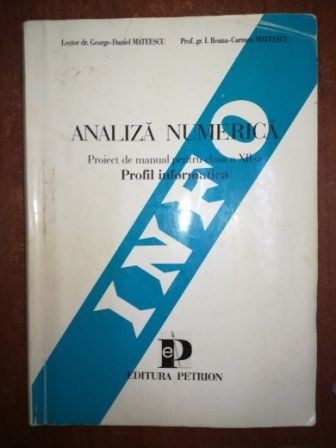 Lector dr. George-Daniel MATEESCU Prof. gr. I. Ileana-Carmen MATEESCU
ANALIZĂ NUMERICĂ
Proiect de manual pentru clasa a XII-a
Profil informatică
INFO
eP
EDITURA PETRION